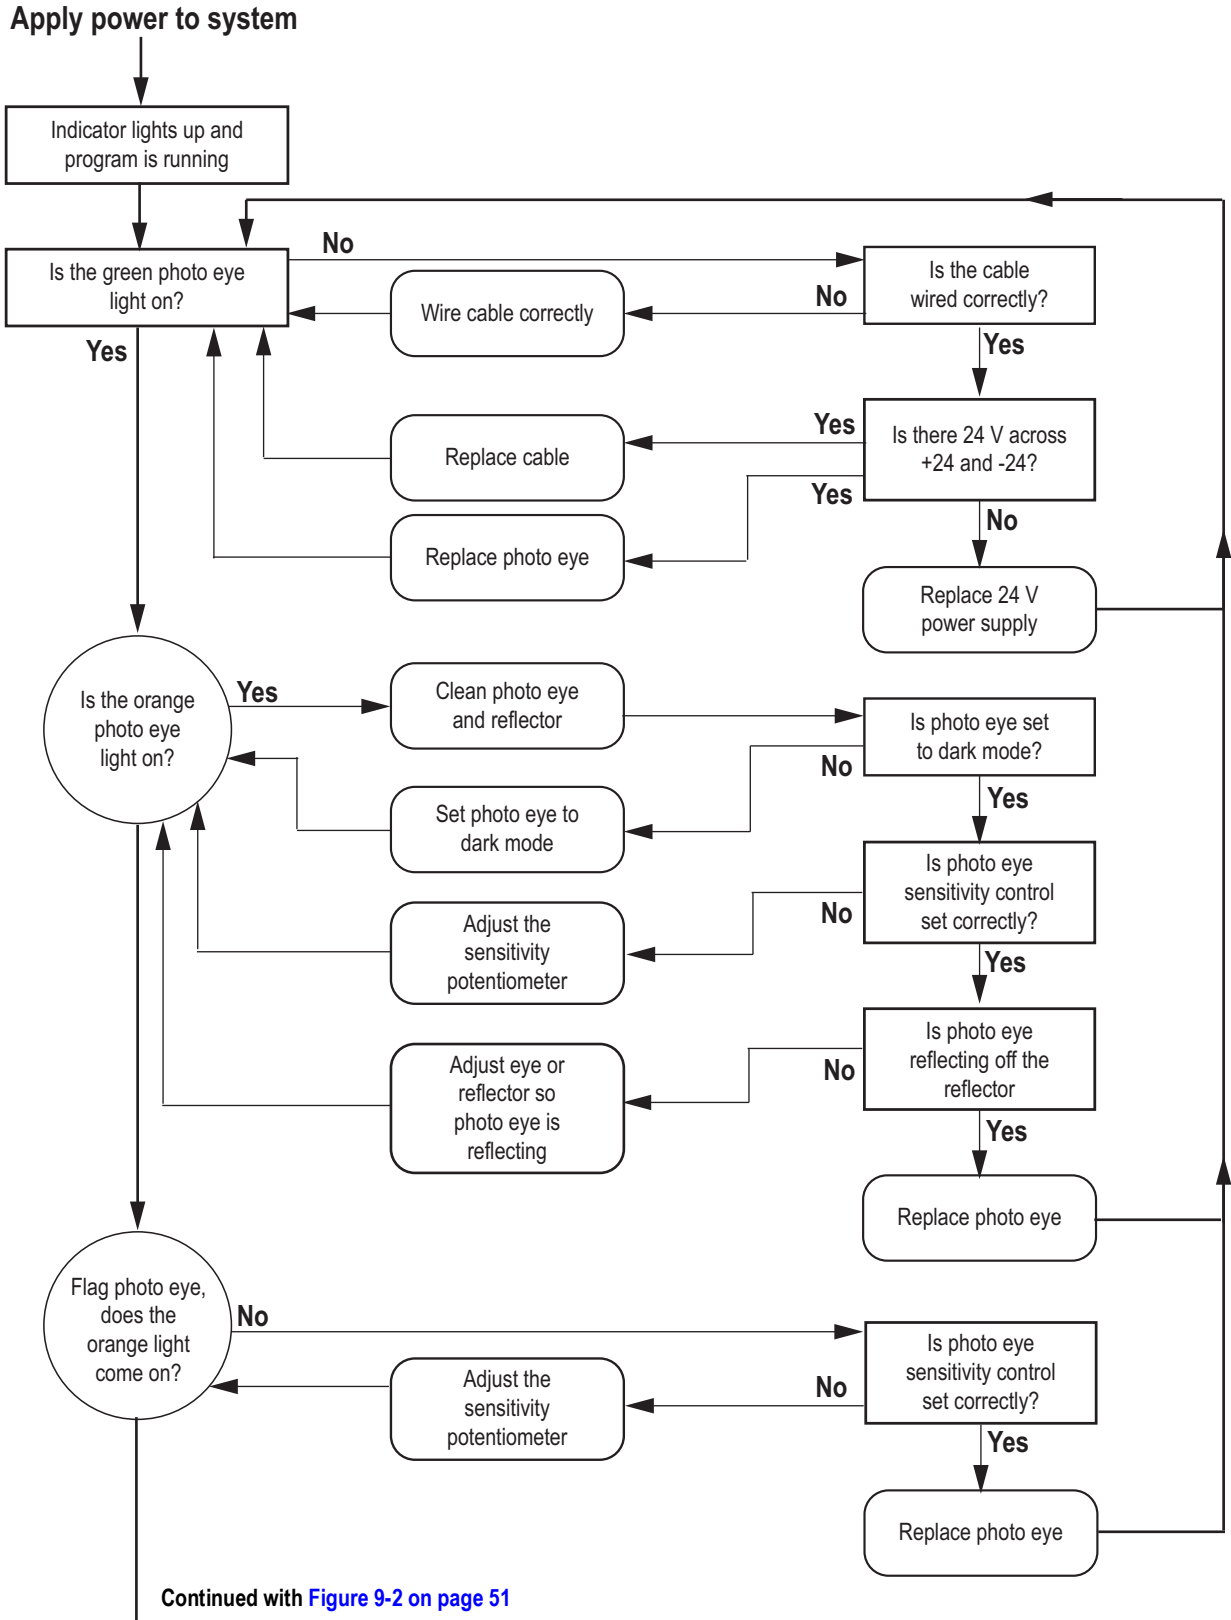 Apply power to system
Indicator lights up and
program is running
Is the green photo eye
light on?
No
Is the cable
wired correctly?
No
Wire cable correctly
Yes
Yes
Is there 24 V across
+24 and -24?
Yes
Replace cable
Yes
Replace photo eye
No
Replace 24 V
power supply
Is the orange
photo eye
light on?
Yes
Clean photo eye
and reflector
Is photo eye set
to dark mode?
No
Set photo eye to
dark mode
Yes
Is photo eye
sensitivity control
set correctly?
No
Adjust the
sensitivity
potentiometer
Yes
Is photo eye
reflecting off the
reflector
No
Adjust eye or
reflector so
photo eye is
reflecting
Yes
Replace photo eye
Flag photo eye,
does the
orange light
come on?
No
Is photo eye
sensitivity control
set correctly?
No
Adjust the
sensitivity
potentiometer
Yes
Replace photo eye
Continued with Figure 9-2 on page 51